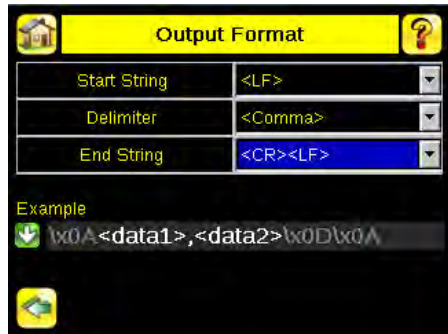 Output Format
Start String <LF>
Delimiter <Comma>
End String <CR><LF>
Example
\x0A<data1>,<data2>\x0D\x0A